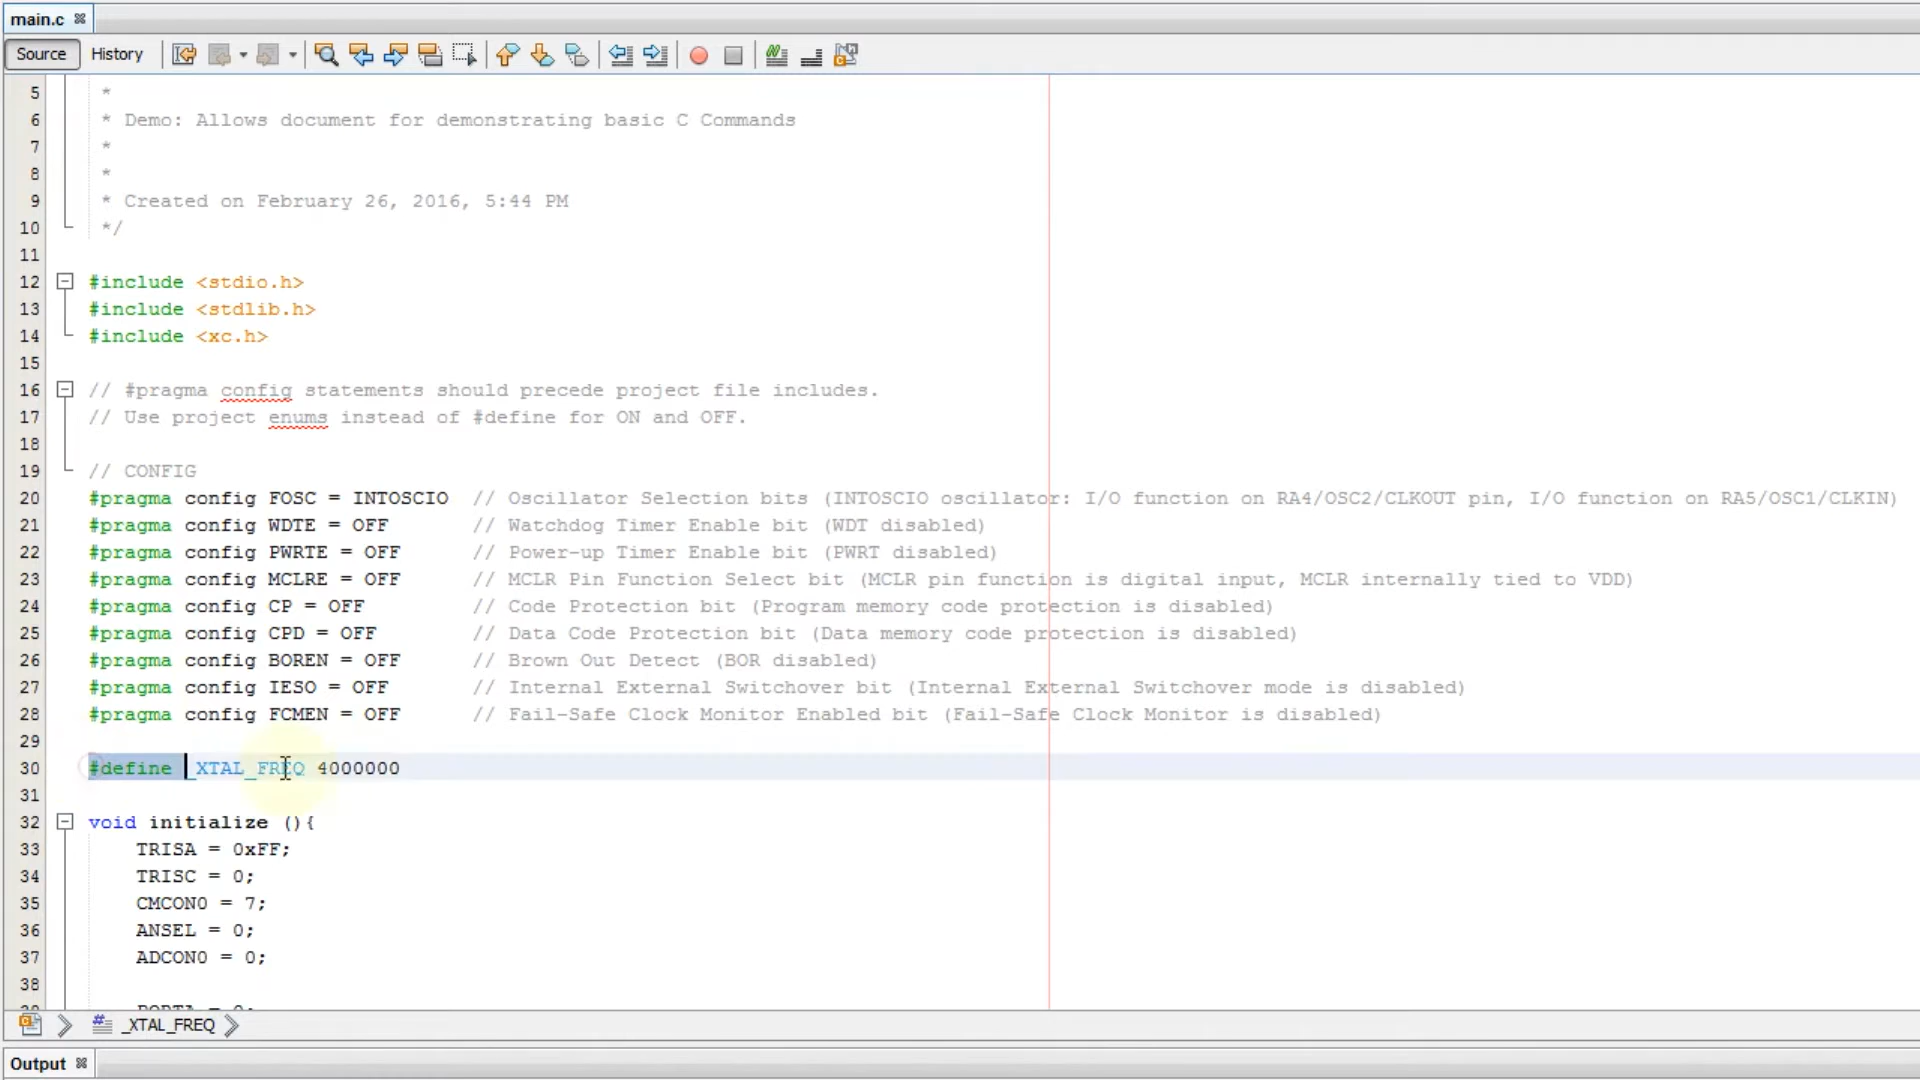 main.c
Source History
5 *
6 * Demo: Allows document for demonstrating basic C Commands
7 *
8 *
9 * Created on February 26, 2016, 5:44 PM
10 */
11
12 #include <stdio.h>
13 #include <stdlib.h>
14 #include <xc.h>
15
16 // #pragma config statements should precede project file includes.
17 // Use project enums instead of #define for ON and OFF.
18
19 // CONFIG
20 #pragma config FOSC = INTOSCIO // Oscillator Selection bits (INTOSCIO oscillator: I/O function on RA4/OSC2/CLKOUT pin, I/O function on RA5/OSC1/CLKIN)
21 #pragma config WDTE = OFF // Watchdog Timer Enable bit (WDT disabled)
22 #pragma config PWRTE = OFF // Power-up Timer Enable bit (PWRT disabled)
23 #pragma config MCLRE = OFF // MCLR Pin Function Select bit (MCLR pin function is digital input, MCLR internally tied to VDD)
24 #pragma config CP = OFF // Code Protection bit (Program memory code protection is disabled)
25 #pragma config CPD = OFF // Data Code Protection bit (Data memory code protection is disabled)
26 #pragma config BOREN = OFF // Brown Out Detect (BOR disabled)
27 #pragma config IESO = OFF // Internal External Switchover bit (Internal External Switchover mode is disabled)
28 #pragma config FCMEN = OFF // Fail-Safe Clock Monitor Enabled bit (Fail-Safe Clock Monitor is disabled)
29
30 #define _XTAL_FREQ 4000000
31
32 void initialize (){
33 TRISA = 0xFF;
34 TRISC = 0;
35 CMCON0 = 7;
36 ANSEL = 0;
37 ADCON0 = 0;
38
_XTAL_FREQ
Output